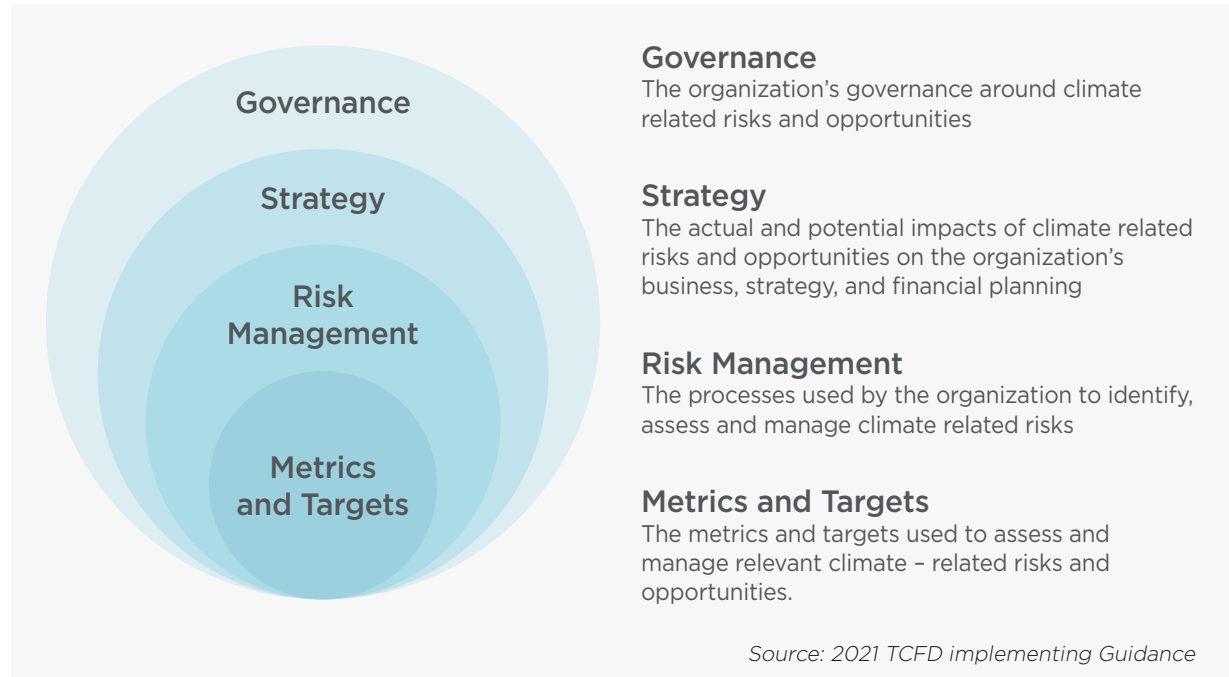 Governance
Strategy
Risk
Management
Metrics
and Targets
Governance
The organization’s governance around climate
related risks and opportunities
Strategy
The actual and potential impacts of climate related
risks and opportunities on the organization’s
business, strategy, and financial planning
Risk Management
The processes used by the organization to identify,
assess and manage climate related risks
Metrics and Targets
The metrics and targets used to assess and
manage relevant climate – related risks and
opportunities.
Source: 2021 TCFD implementing Guidance